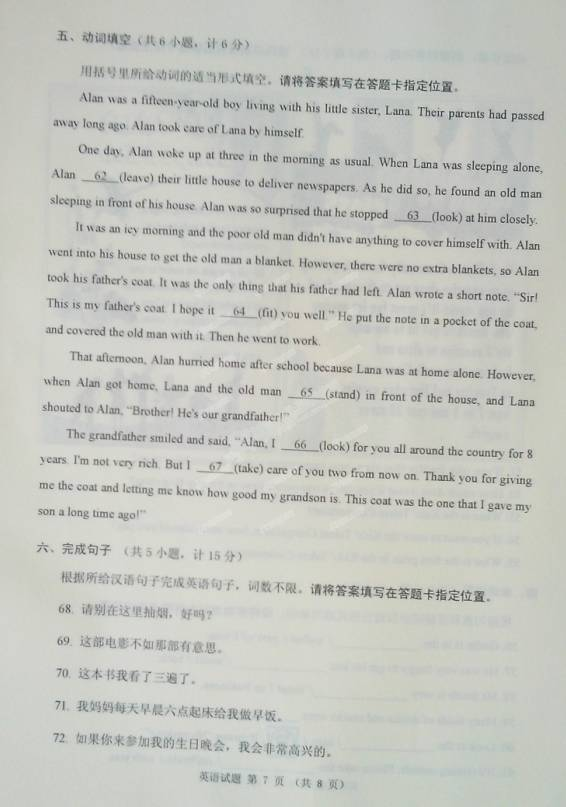 五、动词填空（共 6 小题，计 6 分）
用括号里所给动词的适当形式填空。请将答案填写在答题卡指定位置。
Alan was a fifteen-year-old boy living with his little sister, Lana. Their parents had passed
away long ago. Alan took care of Lana by himself.
One day, Alan woke up at three in the morning as usual. When Lana was sleeping alone,
Alan __62__(leave) their little house to deliver newspapers. As he did so, he found an old man
sleeping in front of his house. Alan was so surprised that he stopped __63__(look) at him closely.
It was an icy morning and the poor old man didn't have anything to cover himself with. Alan
went into his house to get the old man a blanket. However, there were no extra blankets, so Alan
took his father's coat. It was the only thing that his father had left. Alan wrote a short note. “Sir!
This is my father's coat. I hope it __64__(fit) you well.” He put the note in a pocket of the coat,
and covered the old man with it. Then he went to work.
That afternoon, Alan hurried home after school because Lana was at home alone. However,
when Alan got home, Lana and the old man __65__(stand) in front of the house, and Lana
shouted to Alan, “Brother! He's our grandfather!”
The grandfather smiled and said, “Alan, I __66__(look) for you all around the country for 8
years. I'm not very rich. But I __67__(take) care of you two from now on. Thank you for giving
me the coat and letting me know how good my grandson is. This coat was the one that I gave my
son a long time ago!”
六、完成句子 （共 5 小题，计 15 分）
根据所给汉语句子完成英语句子，词数不限。请将答案填写在答题卡指定位置。
68. 请别在这里抽烟，好吗？
69. 这部电影不如那部有意思。
70. 这本书我看了三遍了。
71. 我妈妈每天早晨六点起床给我做早饭。
72. 如果你来参加我的生日晚会，我会非常高兴的。
英语试题 第 7 页 （共 8 页）